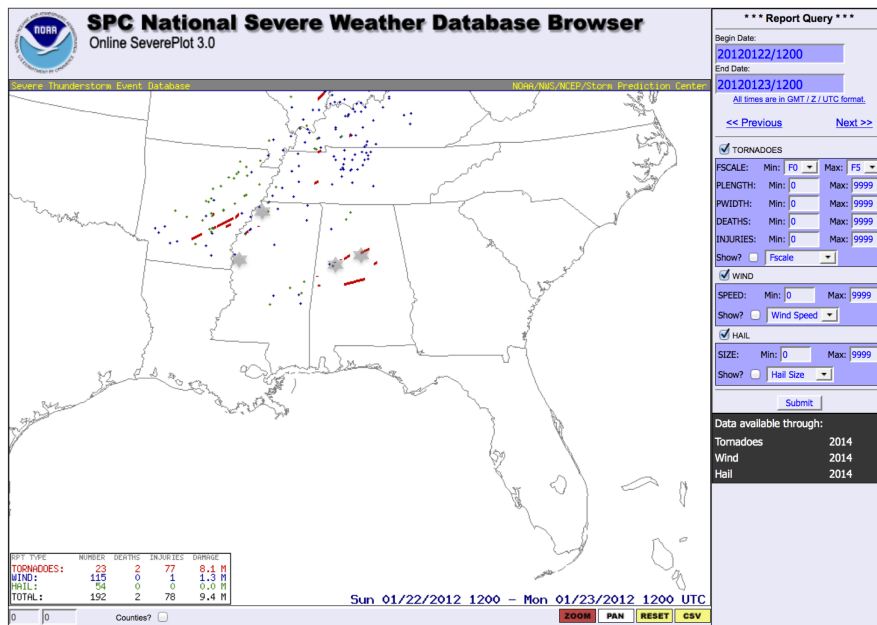 NOAA
SPC National Severe Weather Database Browser
Online SeverePlot 3.0
Severe Thunderstorm Event Database
NOAA/NWS/NCEP/Storm Prediction Center
RPT TYPE NUMBER DEATHS INJURIES DAMAGE
TORNADOES: 23 2 77 8.1 M
WIND: 115 0 1 1.3 M
HAIL: 54 0 0 0.0 M
TOTAL: 192 2 78 9.4 M
Sun 01/22/2012 1200 – Mon 01/23/2012 1200 UTC
0 0 Counties? ZOOM PAN RESET CSV
* * * Report Query * * *
Begin Date:
20120122/1200
End Date:
20120123/1200
All times are in GMT / Z / UTC format.
<< Previous Next >>
TORNADOES
FSCALE: Min: F0 Max: F5
PLENGTH: Min: 0 Max: 9999
PWIDTH: Min: 0 Max: 9999
DEATHS: Min: 0 Max: 9999
INJURIES: Min: 0 Max: 9999
Show? Fscale
WIND
SPEED: Min: 0 Max: 9999
Show? Wind Speed
HAIL
SIZE: Min: 0 Max: 9999
Show? Hail Size
Submit
Data available through:
Tornadoes 2014
Wind 2014
Hail 2014